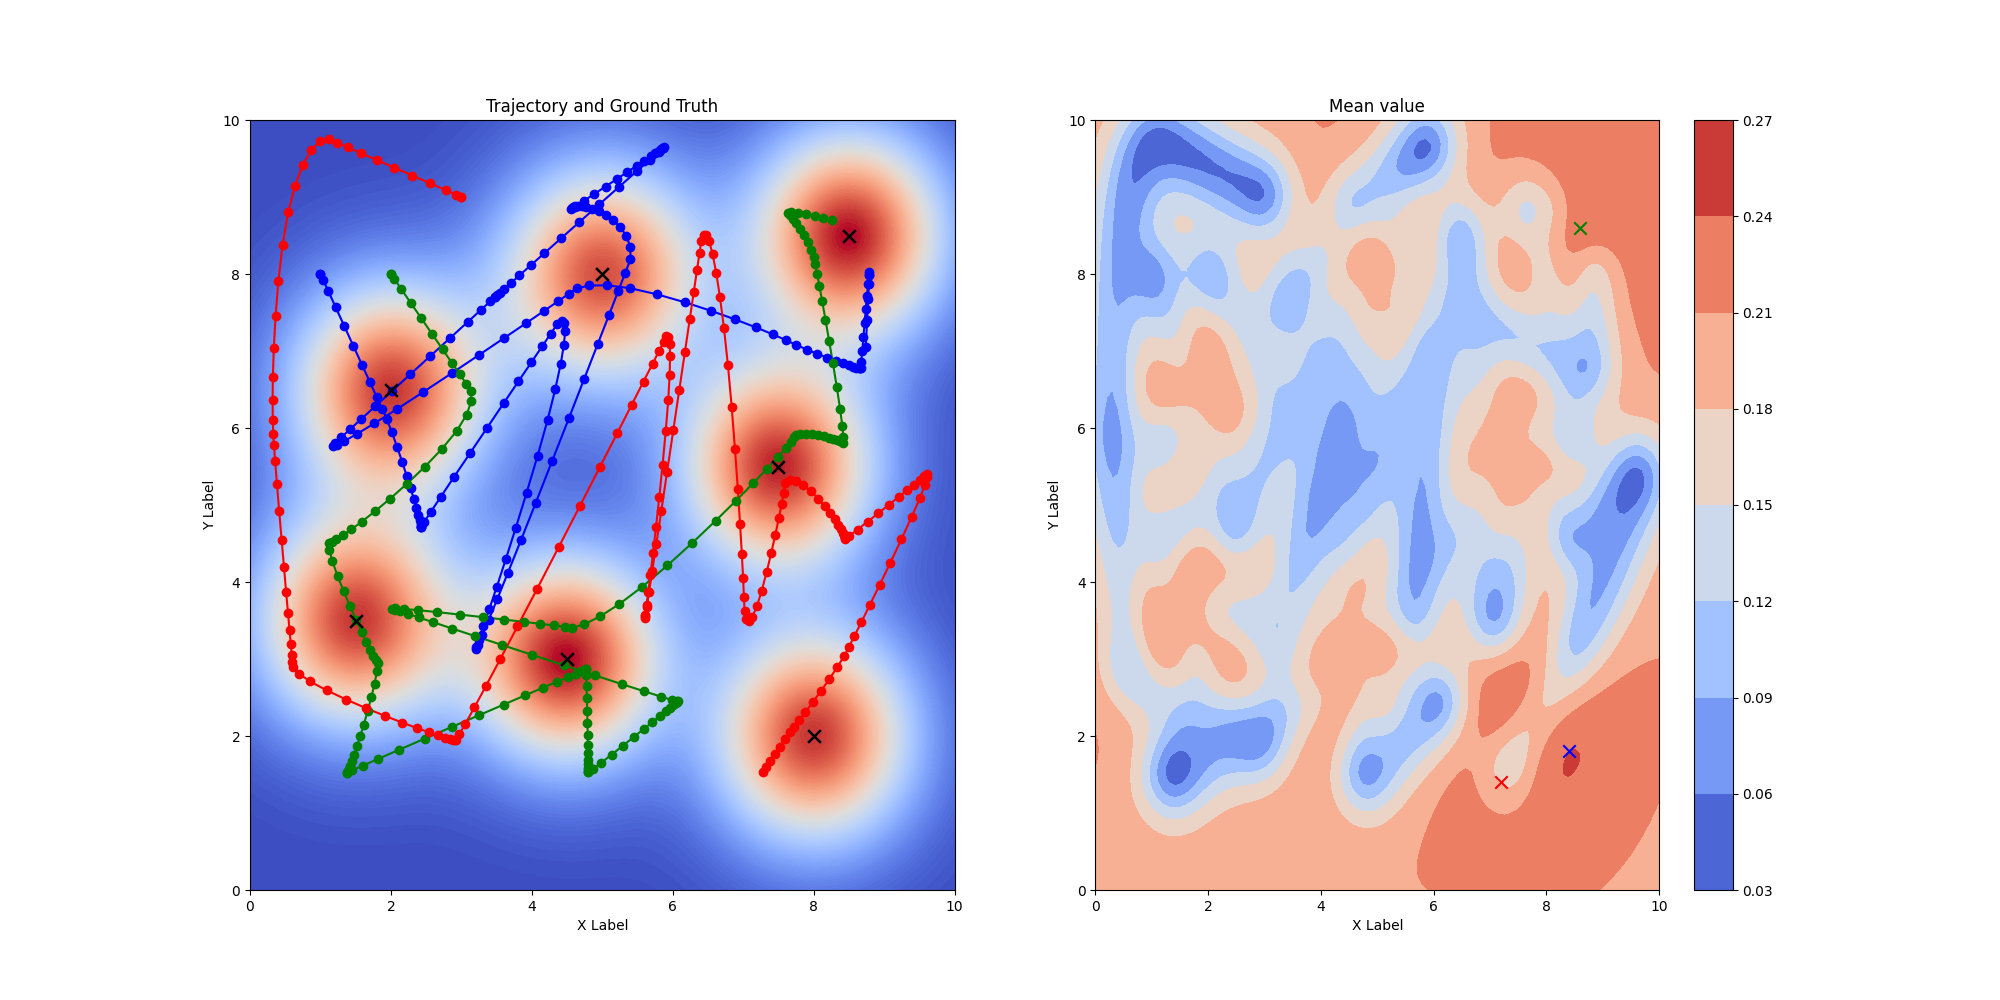 Trajectory and Ground Truth
10
8
6
4
2
0
Y Label
0 2 4 6 8 10
X Label
Mean value
10
8
6
4
2
0
Y Label
0 2 4 6 8 10
X Label
0.27
0.24
0.21
0.18
0.15
0.12
0.09
0.06
0.03